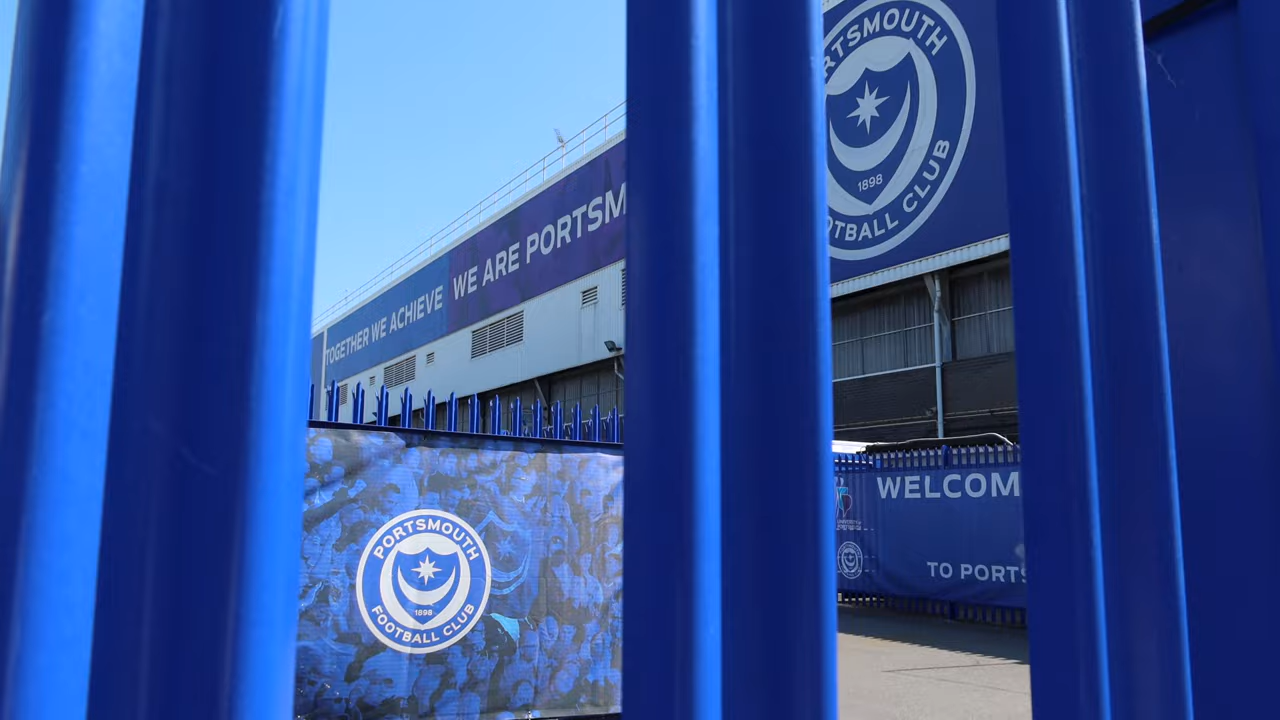 TOGETHER WE ACHIEVE
WE ARE PORTSM
RTSMOUTH
1898
OTBALL CLUB
PORTSMOUTH
1898
FOOTBALL CLUB
WELCOM
TO PORTS